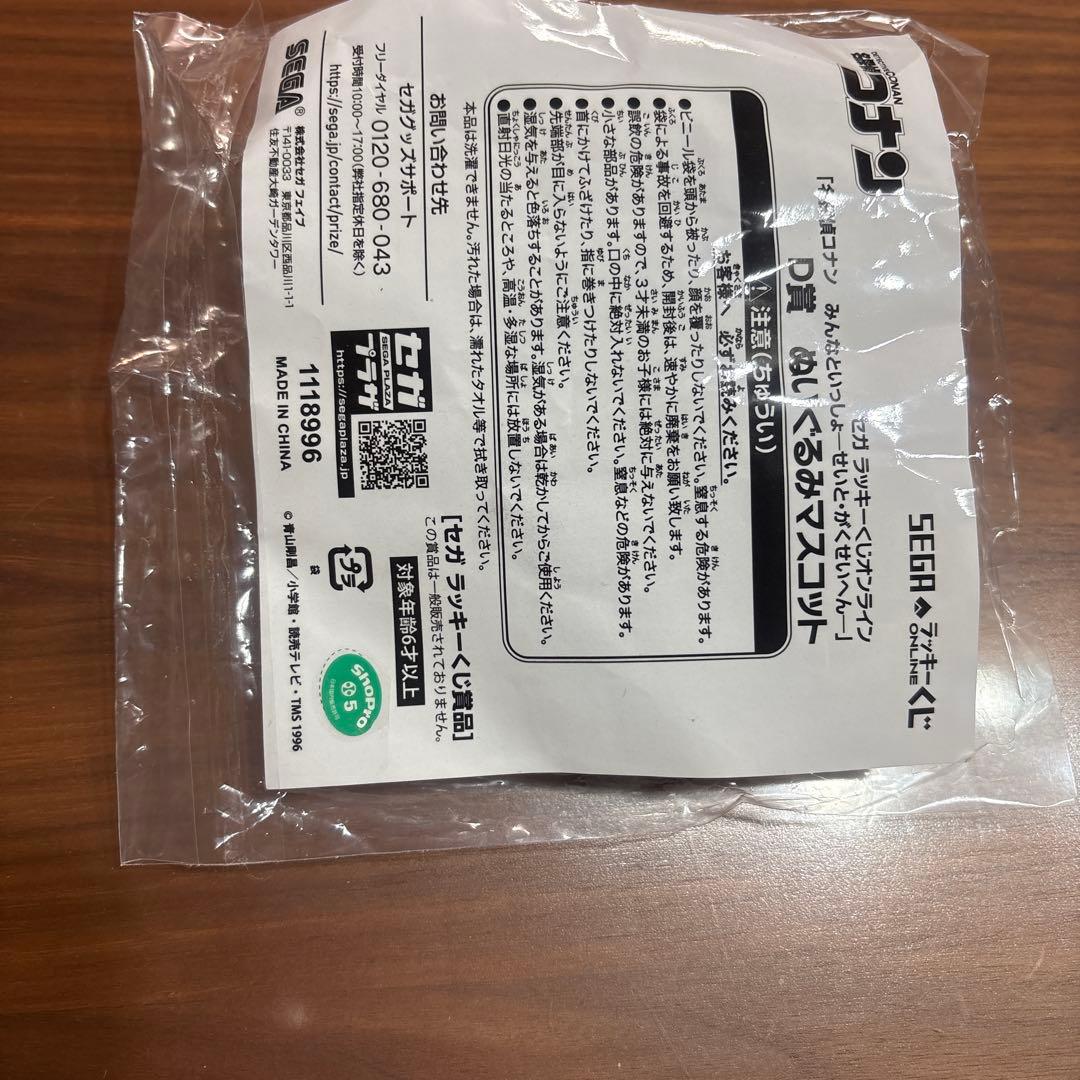 CONAN
コナン
SEGA ラッキーくじ
ONLINE
セガ ラッキーくじオンライン
「名探偵コナン みんなといっしょーせいと・がくせいへんー」
D賞 ぬいぐるみマスコット
⚠ 注意(ちゅうい)
お客様へ 必ずお読みください。
●ビニール袋を頭から被ったり、顔を覆ったりしないでください。窒息する危険があります。
袋による事故を回避するため、開封後は、速やかに廃棄をお願い致します。
●誤飲の危険がありますので、3才未満のお子様には絶対に与えないでください。
●小さな部品があります。口の中に絶対入れないでください。窒息などの危険があります。
●首にかけてふざけたり、指に巻きつけたりしないでください。
●先端部が目に入らないようにご注意ください。
●湿気を与えると色落ちすることがあります。湿気がある場合は乾かしてからご使用ください。
●直射日光の当たるところや、高温・多湿な場所には放置しないでください。
本品は洗濯できません。汚れた場合は、濡れたタオル等で拭き取ってください。
お問い合わせ先
セガグッズサポート
フリーダイヤル 0120-680-043
受付時間10:00~17:00(弊社指定休日を除く)
https://sega.jp/contact/prize/
SEGA® 株式会社セガ フェイブ
〒141-0033 東京都品川区西品川1-1-1
住友不動産大崎ガーデンタワー
セガ
SEGA PLAZA
プラザ
https://segaplaza.jp
1118996
MADE IN CHINA
[セガ ラッキーくじ賞品]
この賞品は一般販売されておりません。
対象年齢6才以上
プラ
袋
ShoPro
小 5
© 青山剛昌/小学館・読売テレビ・TMS 1996